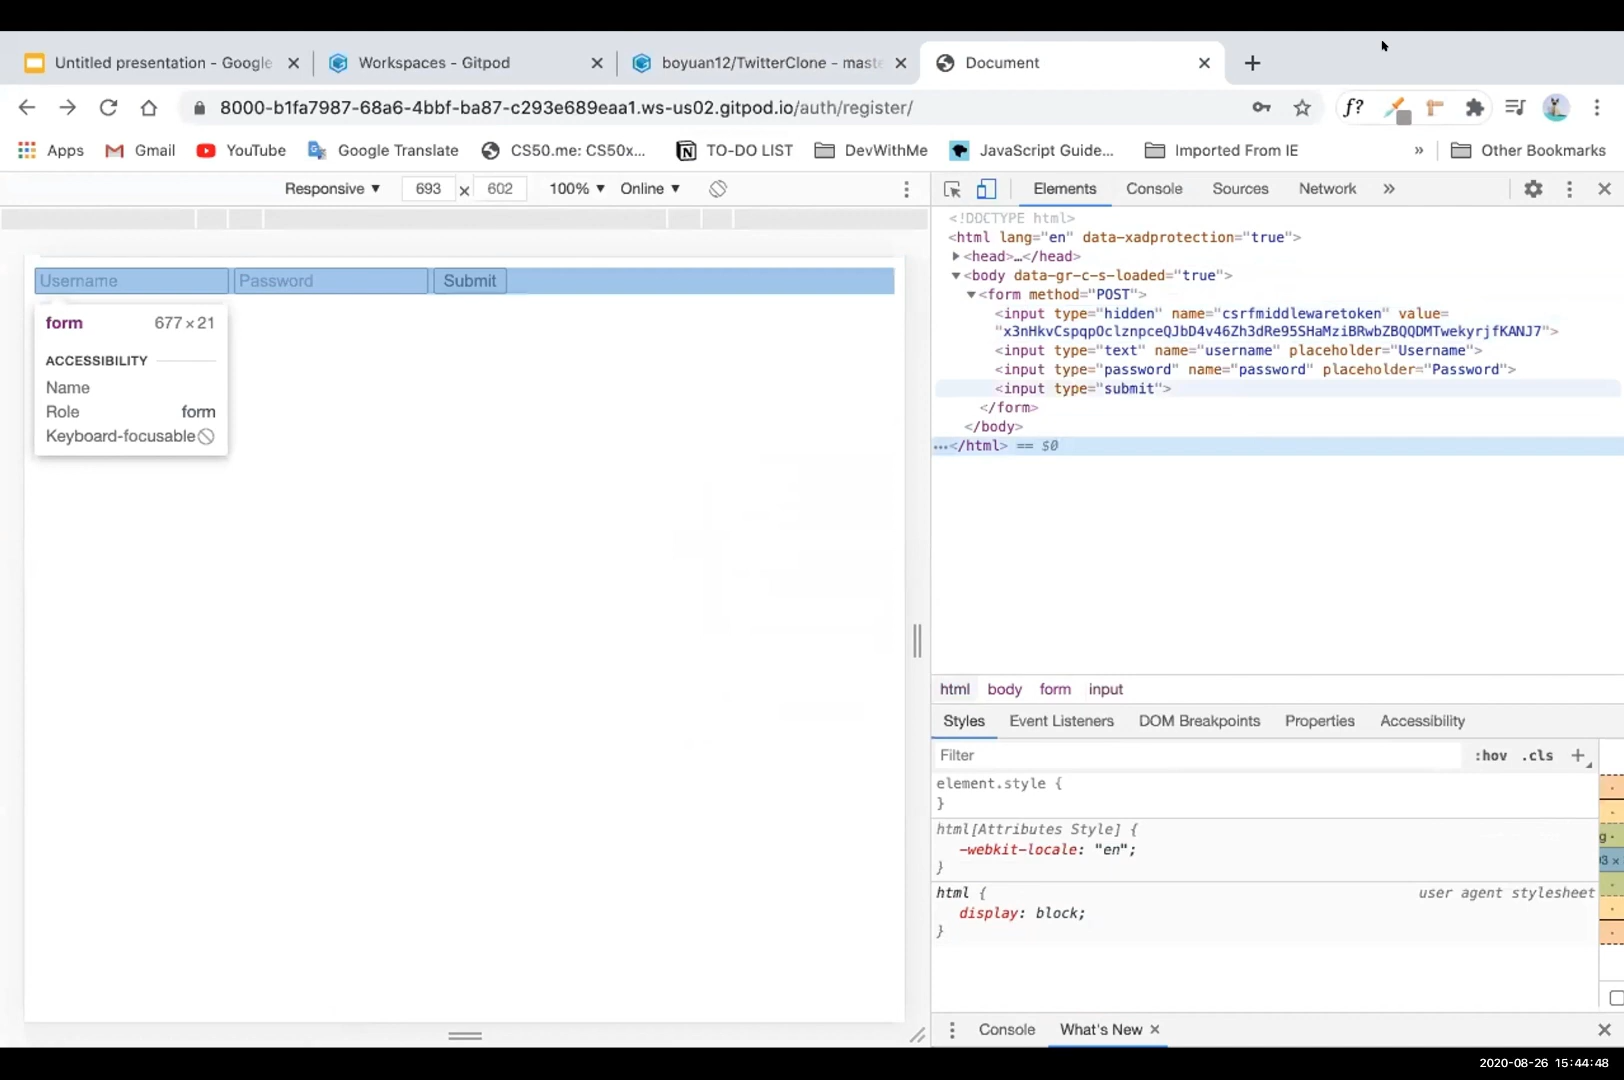 Untitled presentation - Google
Workspaces - Gitpod
boyuan12/TwitterClone - maste
Document
8000-b1fa7987-68a6-4bbf-ba87-c293e689eaa1.ws-us02.gitpod.io/auth/register/
f?
Apps
Gmail
YouTube
Google Translate
CS50.me: CS50x...
TO-DO LIST
DevWithMe
JavaScript Guide...
Imported From IE
»
Other Bookmarks
Responsive ▼ 693 x 602 100% ▼ Online ▼
Elements Console Sources Network »
<!DOCTYPE html>
<html lang="en" data-xadprotection="true">
▶<head>…</head>
▼<body data-gr-c-s-loaded="true">
▼<form method="POST">
<input type="hidden" name="csrfmiddlewaretoken" value=
"x3nHkvCspqpOclznpceQJbD4v46Zh3dRe95SHaMziBRwbZBQQDMTwekyrjfKANJ7">
<input type="text" name="username" placeholder="Username">
<input type="password" name="password" placeholder="Password">
<input type="submit">
</form>
</body>
…</html> == $0
Username Password Submit
form 677 × 21
ACCESSIBILITY
Name
Role form
Keyboard-focusable
html body form input
Styles Event Listeners DOM Breakpoints Properties Accessibility
Filter :hov .cls +
element.style {
}
html[Attributes Style] {
-webkit-locale: "en";
}
html { user agent stylesheet
display: block;
}
g
93 ×
Console What's New ×
2020-08-26 15:44:48